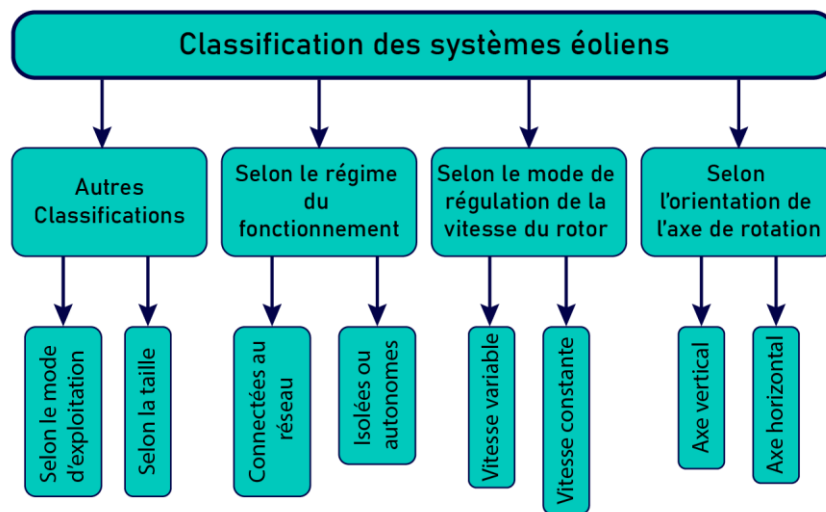 Classification des systèmes éoliens
Autres
Classifications
Selon le régime
du
fonctionnement
Selon le mode de
régulation de la
vitesse du rotor
Selon
l'orientation de
l'axe de rotation
Selon le mode
d'exploitation
Selon la taille
Connectées au
réseau
Isolées ou
autonomes
Vitesse variable
Vitesse constante
Axe vertical
Axe horizontal